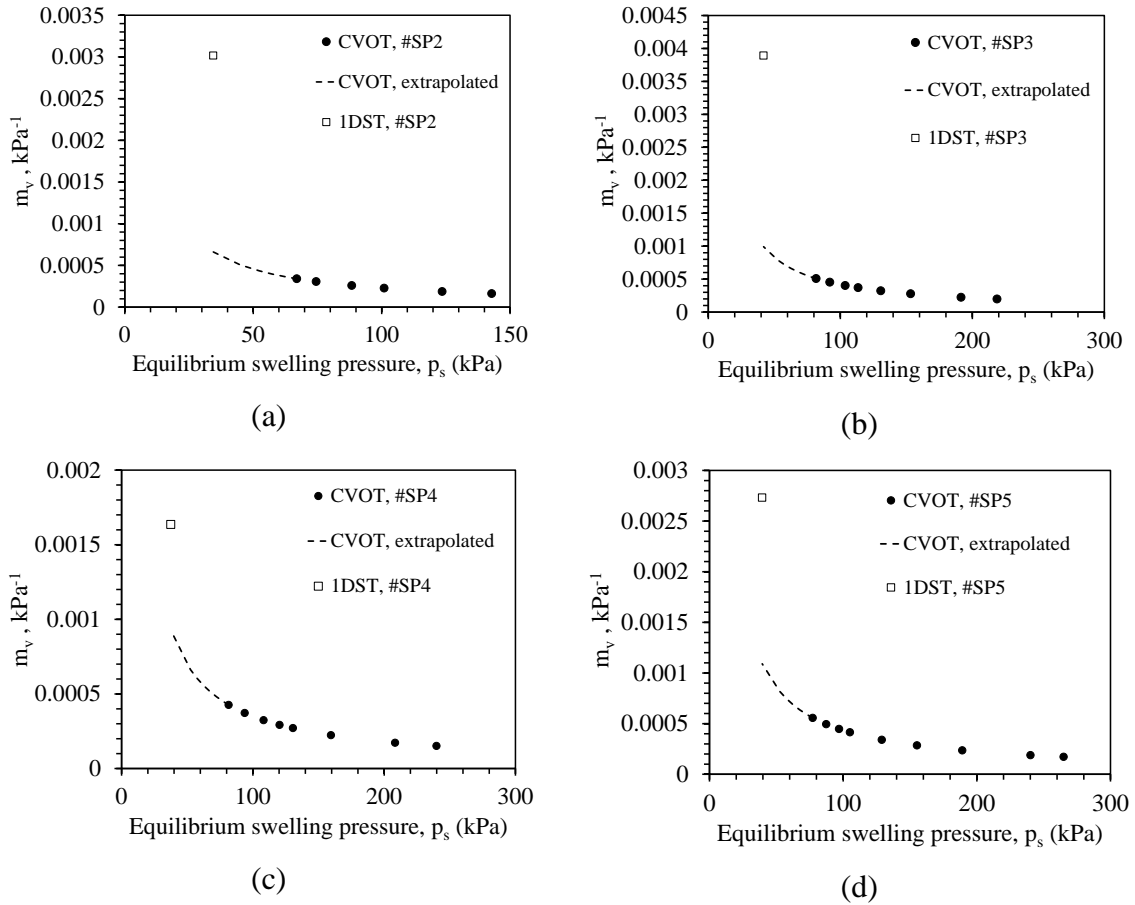 0.0035
0.003
0.0025
0.002
0.0015
0.001
0.0005
0
0 50 100 150
m_v , kPa^-1
CVOT, #SP2
CVOT, extrapolated
1DST, #SP2
Equilibrium swelling pressure, p_s (kPa)
(a)
0.0045
0.004
0.0035
0.003
0.0025
0.002
0.0015
0.001
0.0005
0
0 100 200 300
m_v , kPa^-1
CVOT, #SP3
CVOT, extrapolated
1DST, #SP3
Equilibrium swelling pressure, p_s (kPa)
(b)
0.002
0.0015
0.001
0.0005
0
0 100 200 300
m_v , kPa^-1
CVOT, #SP4
CVOT, extrapolated
1DST, #SP4
Equilibrium swelling pressure, p_s (kPa)
(c)
0.003
0.0025
0.002
0.0015
0.001
0.0005
0
0 100 200 300
m_v , kPa^-1
CVOT, #SP5
CVOT, extrapolated
1DST, #SP5
Equilibrium swelling pressure, p_s (kPa)
(d)